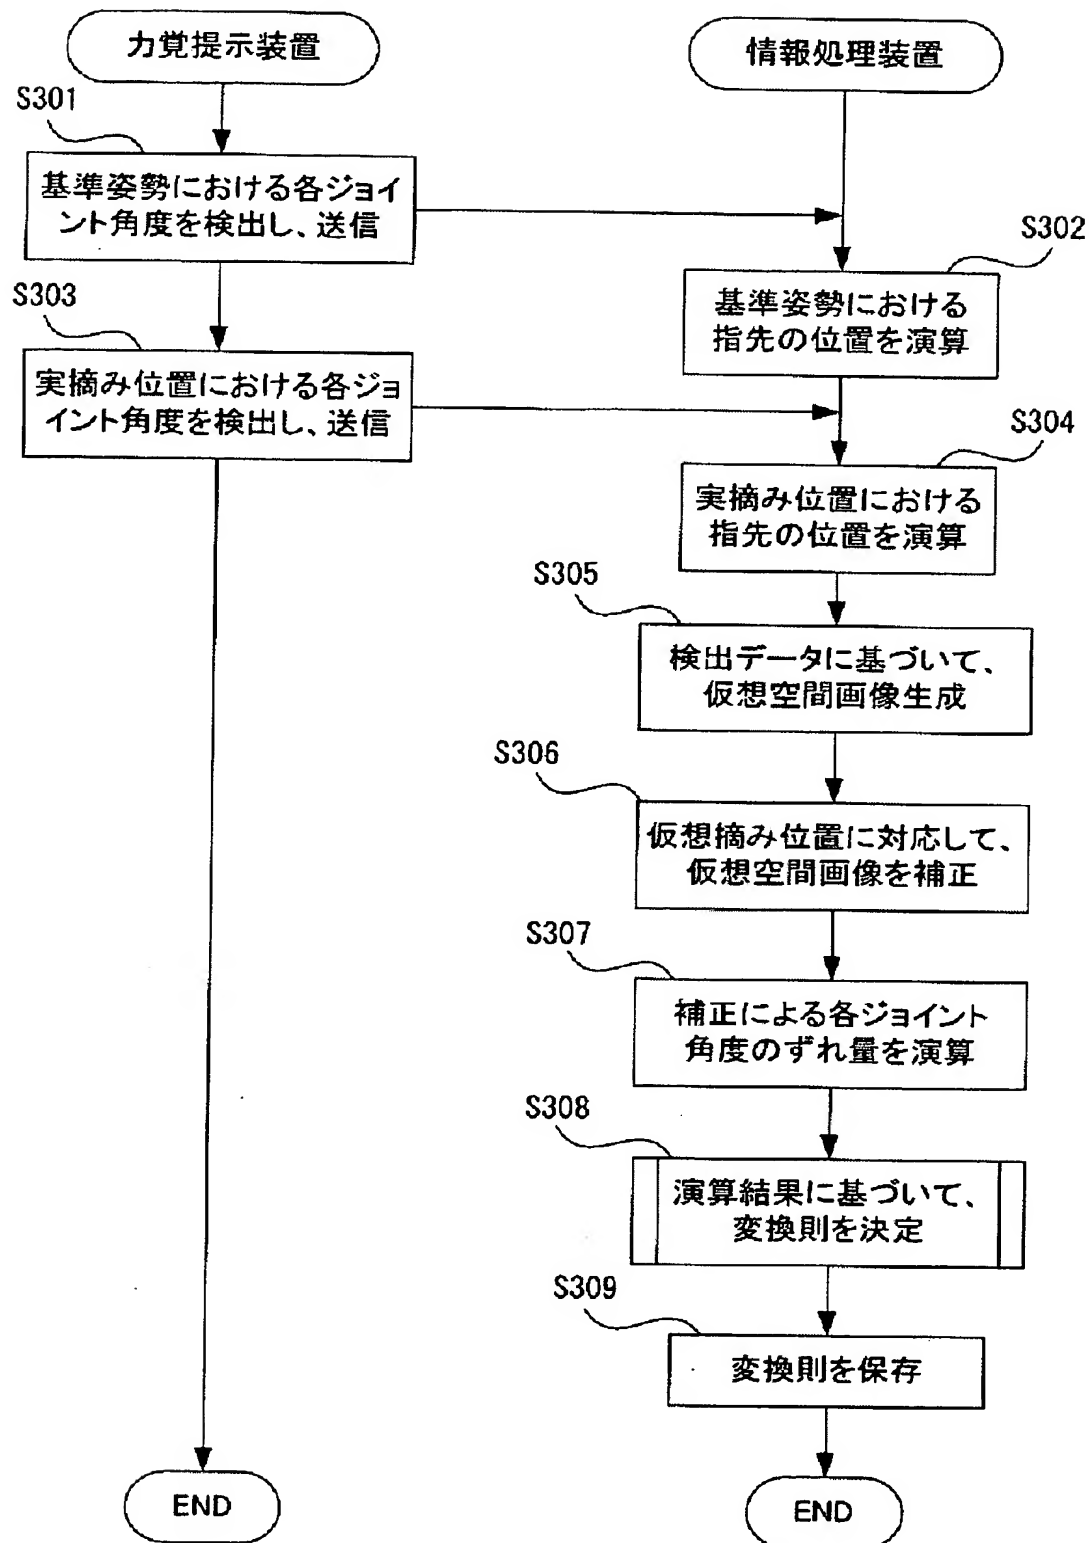 力覚提示装置
情報処理装置
S301
基準姿勢における各ジョイ
ント角度を検出し、送信
S302
基準姿勢における
指先の位置を演算
S303
実摘み位置における各ジョ
イント角度を検出し、送信
S304
実摘み位置における
指先の位置を演算
S305
検出データに基づいて、
仮想空間画像生成
S306
仮想摘み位置に対応して、
仮想空間画像を補正
S307
補正による各ジョイント
角度のずれ量を演算
S308
演算結果に基づいて、
変換則を決定
S309
変換則を保存
END
END